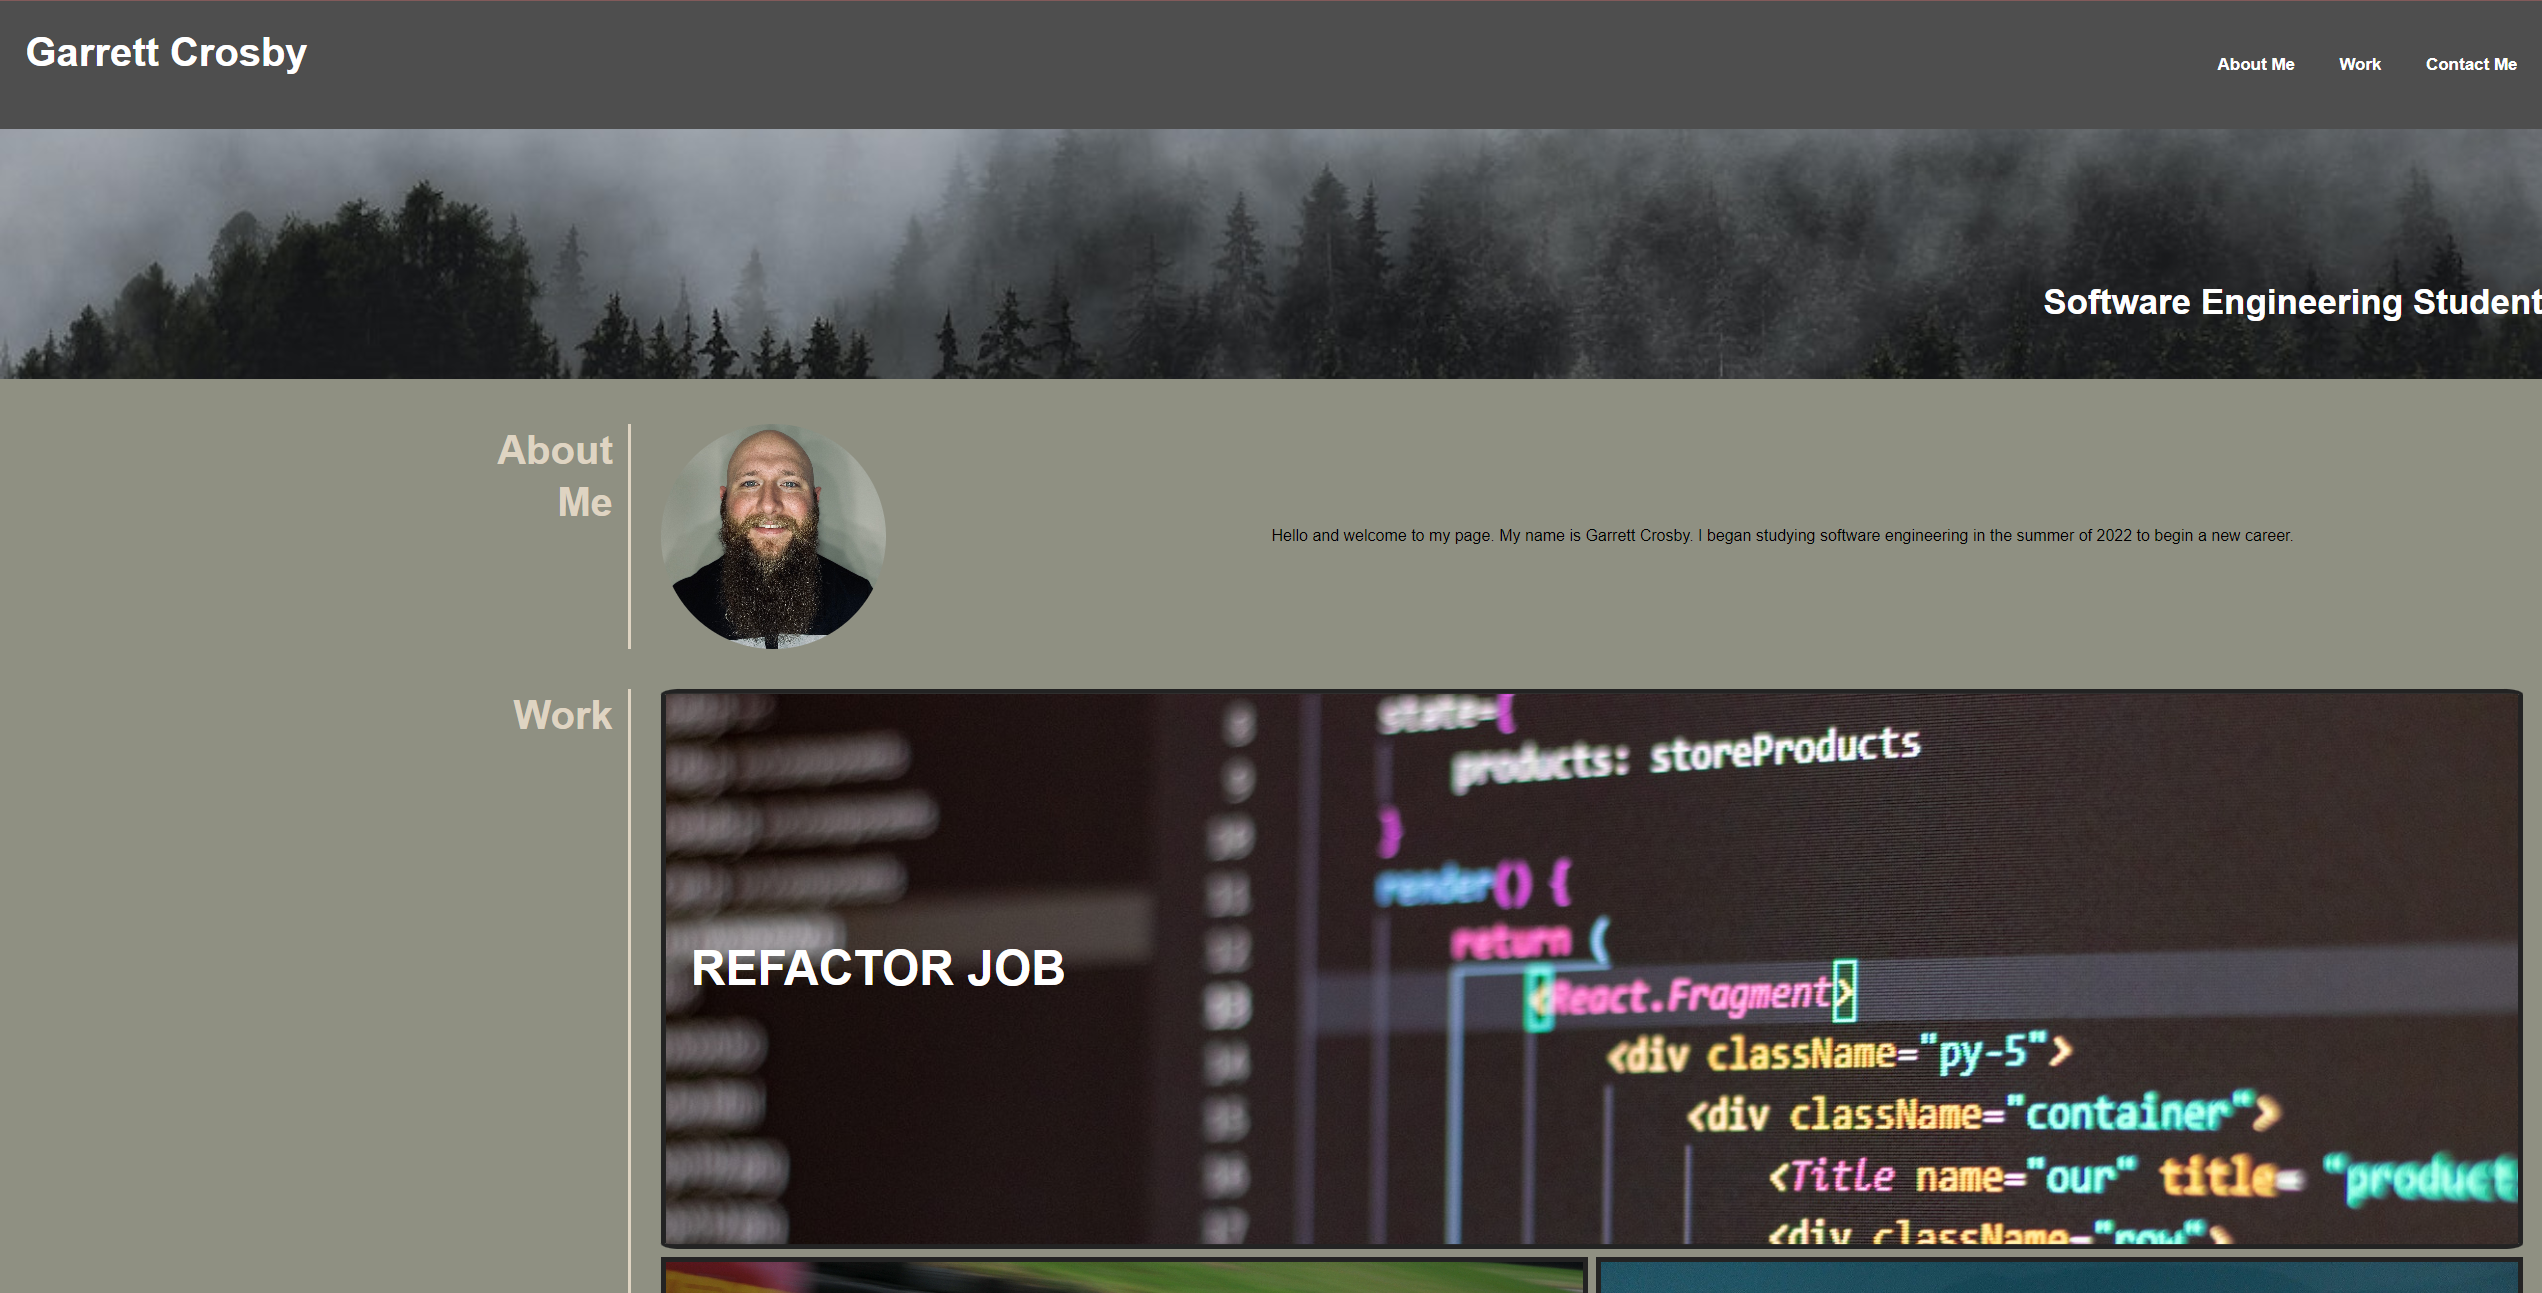 Garrett Crosby
About Me Work Contact Me
Software Engineering Student
About
Me
Hello and welcome to my page. My name is Garrett Crosby. I began studying software engineering in the summer of 2022 to begin a new career.
Work
REFACTOR JOB
state={
products: storeProducts
}
render() {
return (
<React.Fragment>
<div className="py-5">
<div className="container">
<Title name="our" title= "product
<div className="row">